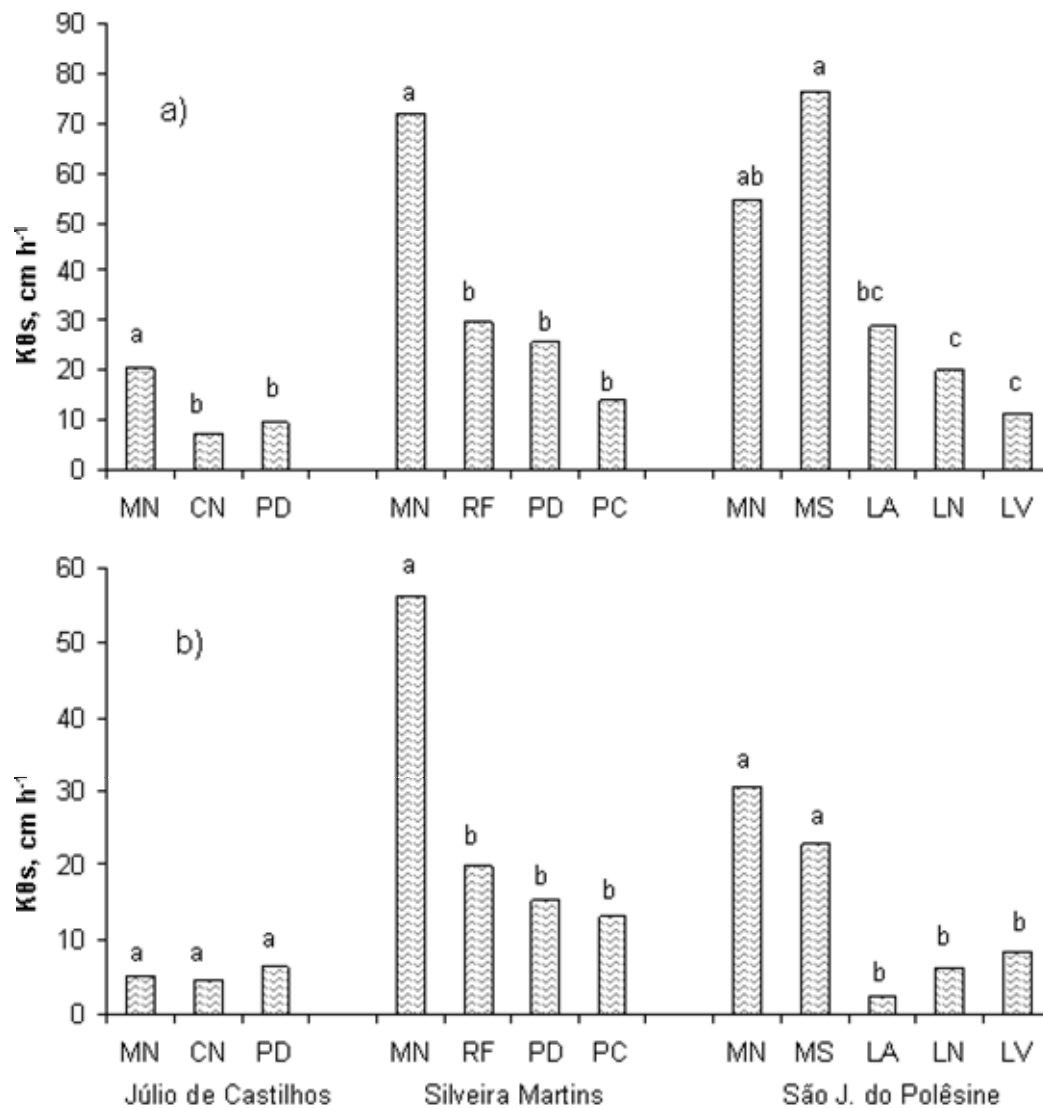 90
80
70
60
50
40
30
20
10
0
Kθs, cm h-1
a)
a b b
a b b b
ab a bc c c
MN CN PD MN RF PD PC MN MS LA LN LV
60
50
40
30
20
10
0
Kθs, cm h-1
b)
a a a
a b b b
a a b b b
MN CN PD MN RF PD PC MN MS LA LN LV
Júlio de Castilhos Silveira Martins São J. do Polêsine